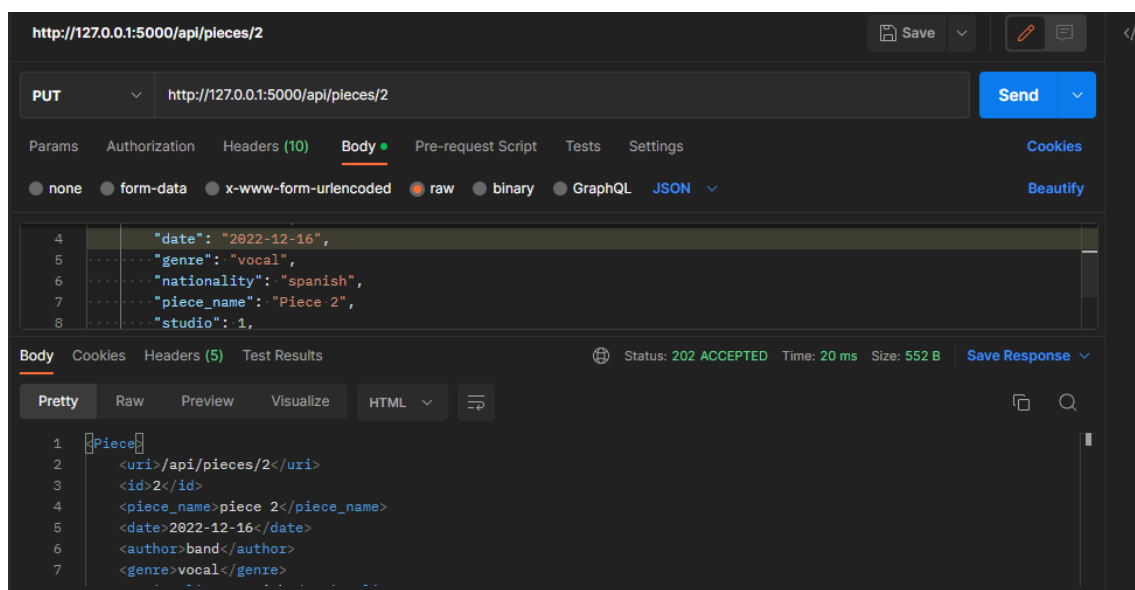 http://127.0.0.1:5000/api/pieces/2 Save </
PUT http://127.0.0.1:5000/api/pieces/2 Send
Params Authorization Headers (10) Body Pre-request Script Tests Settings Cookies
none form-data x-www-form-urlencoded raw binary GraphQL JSON Beautify
4 "date": "2022-12-16",
5 "genre": "vocal",
6 "nationality": "spanish",
7 "piece_name": "Piece 2",
8 "studio": 1,
Body Cookies Headers (5) Test Results Status: 202 ACCEPTED Time: 20 ms Size: 552 B Save Response
Pretty Raw Preview Visualize HTML
1 <Piece>
2 <uri>/api/pieces/2</uri>
3 <id>2</id>
4 <piece_name>piece 2</piece_name>
5 <date>2022-12-16</date>
6 <author>band</author>
7 <genre>vocal</genre>